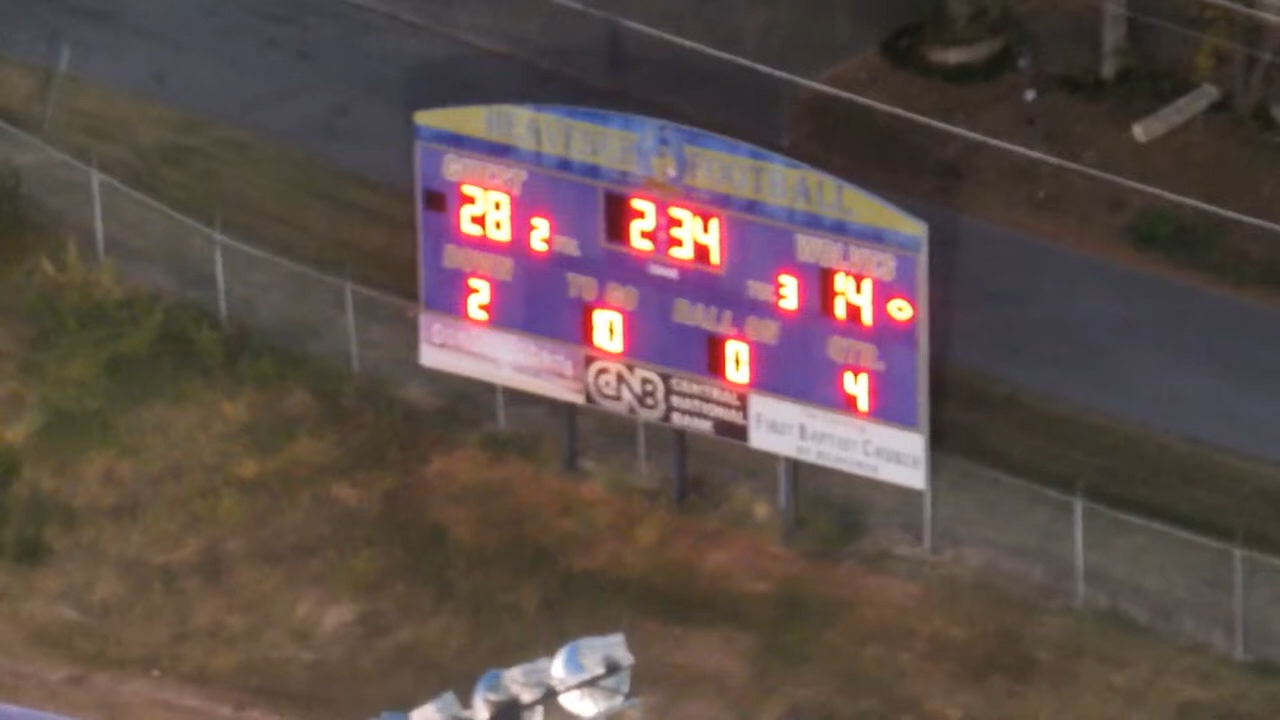 FOOTBALL
GUEST
28 2
2 34
WOLVES
3 14
DOWN
2
TO GO
0
BALL ON
0
QTR.
4
CNB CENTRAL
NATIONAL
BANK
FIRST BAPTIST CHURCH